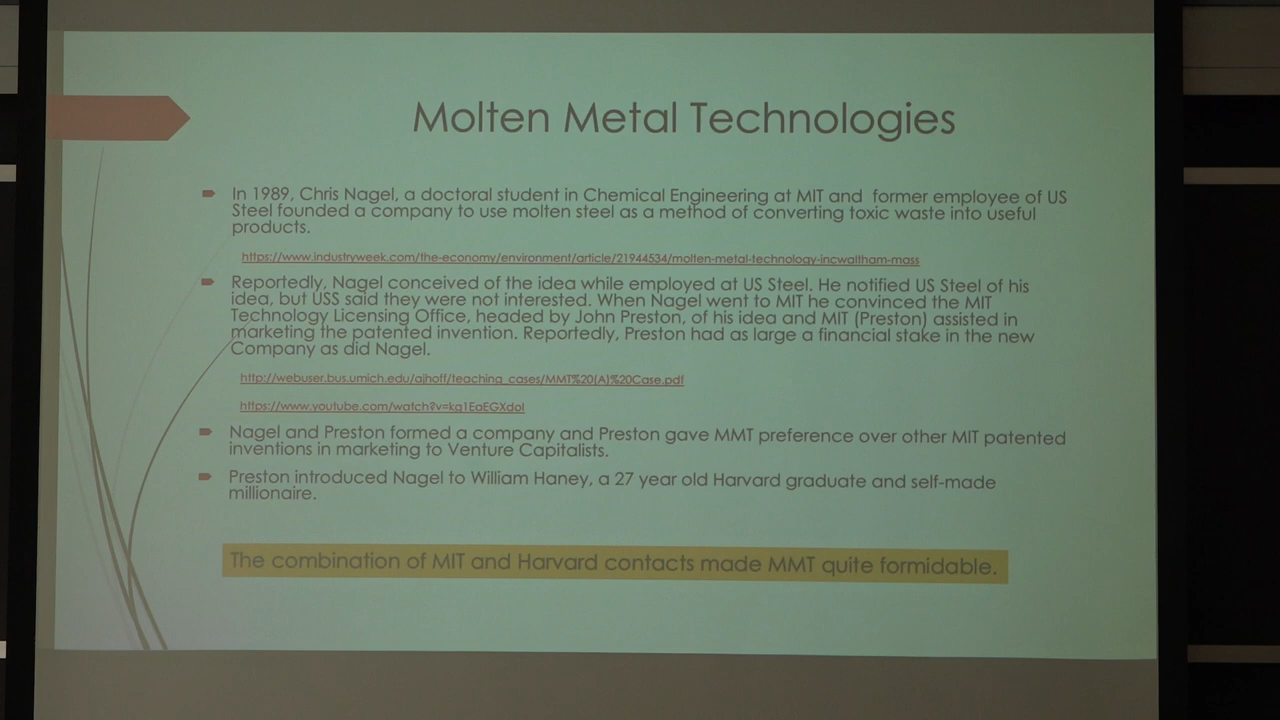 Molten Metal Technologies
In 1989, Chris Nagel, a doctoral student in Chemical Engineering at MIT and former employee of US
Steel founded a company to use molten steel as a method of converting toxic waste into useful
products.
https://www.industryweek.com/the-economy/environment/article/21944534/molten-metal-technology-incwaltham-mass
Reportedly, Nagel conceived of the idea while employed at US Steel. He notified US Steel of his
idea, but USS said they were not interested. When Nagel went to MIT he convinced the MIT
Technology Licensing Office, headed by John Preston, of his idea and MIT (Preston) assisted in
marketing the patented invention. Reportedly, Preston had as large a financial stake in the new
Company as did Nagel.
http://webuser.bus.umich.edu/ajhoff/teaching_cases/MMT%20(A)%20Case.pdf
https://www.youtube.com/watch?v=kq1EaEGXdoI
Nagel and Preston formed a company and Preston gave MMT preference over other MIT patented
inventions in marketing to Venture Capitalists.
Preston introduced Nagel to William Haney, a 27 year old Harvard graduate and self-made
millionaire.
The combination of MIT and Harvard contacts made MMT quite formidable.